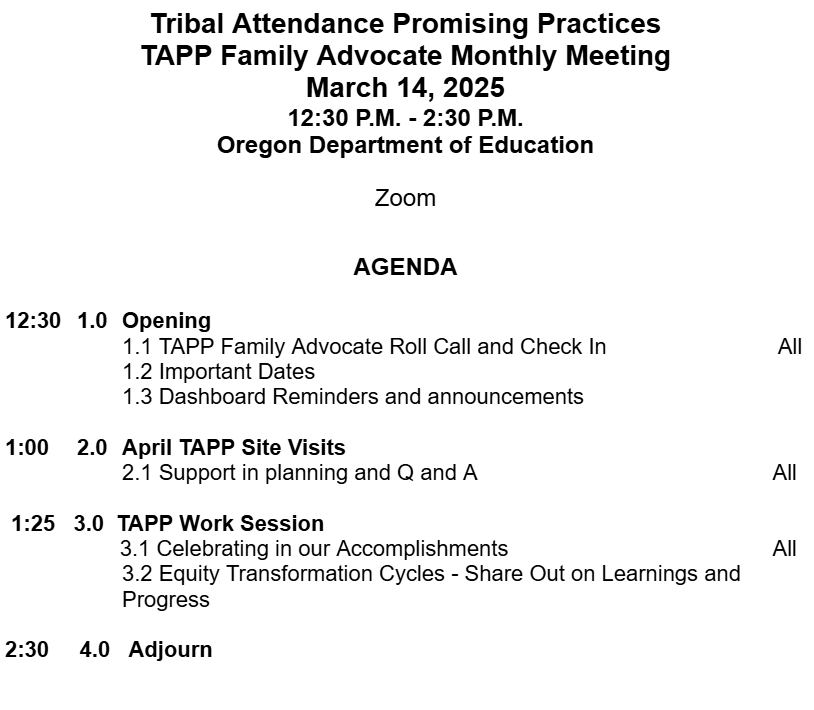 Tribal Attendance Promising Practices
TAPP Family Advocate Monthly Meeting
March 14, 2025
12:30 P.M. - 2:30 P.M.
Oregon Department of Education
Zoom
AGENDA
12:30 1.0 Opening
1.1 TAPP Family Advocate Roll Call and Check In All
1.2 Important Dates
1.3 Dashboard Reminders and announcements
1:00 2.0 April TAPP Site Visits
2.1 Support in planning and Q and A All
1:25 3.0 TAPP Work Session
3.1 Celebrating in our Accomplishments All
3.2 Equity Transformation Cycles - Share Out on Learnings and
Progress
2:30 4.0 Adjourn